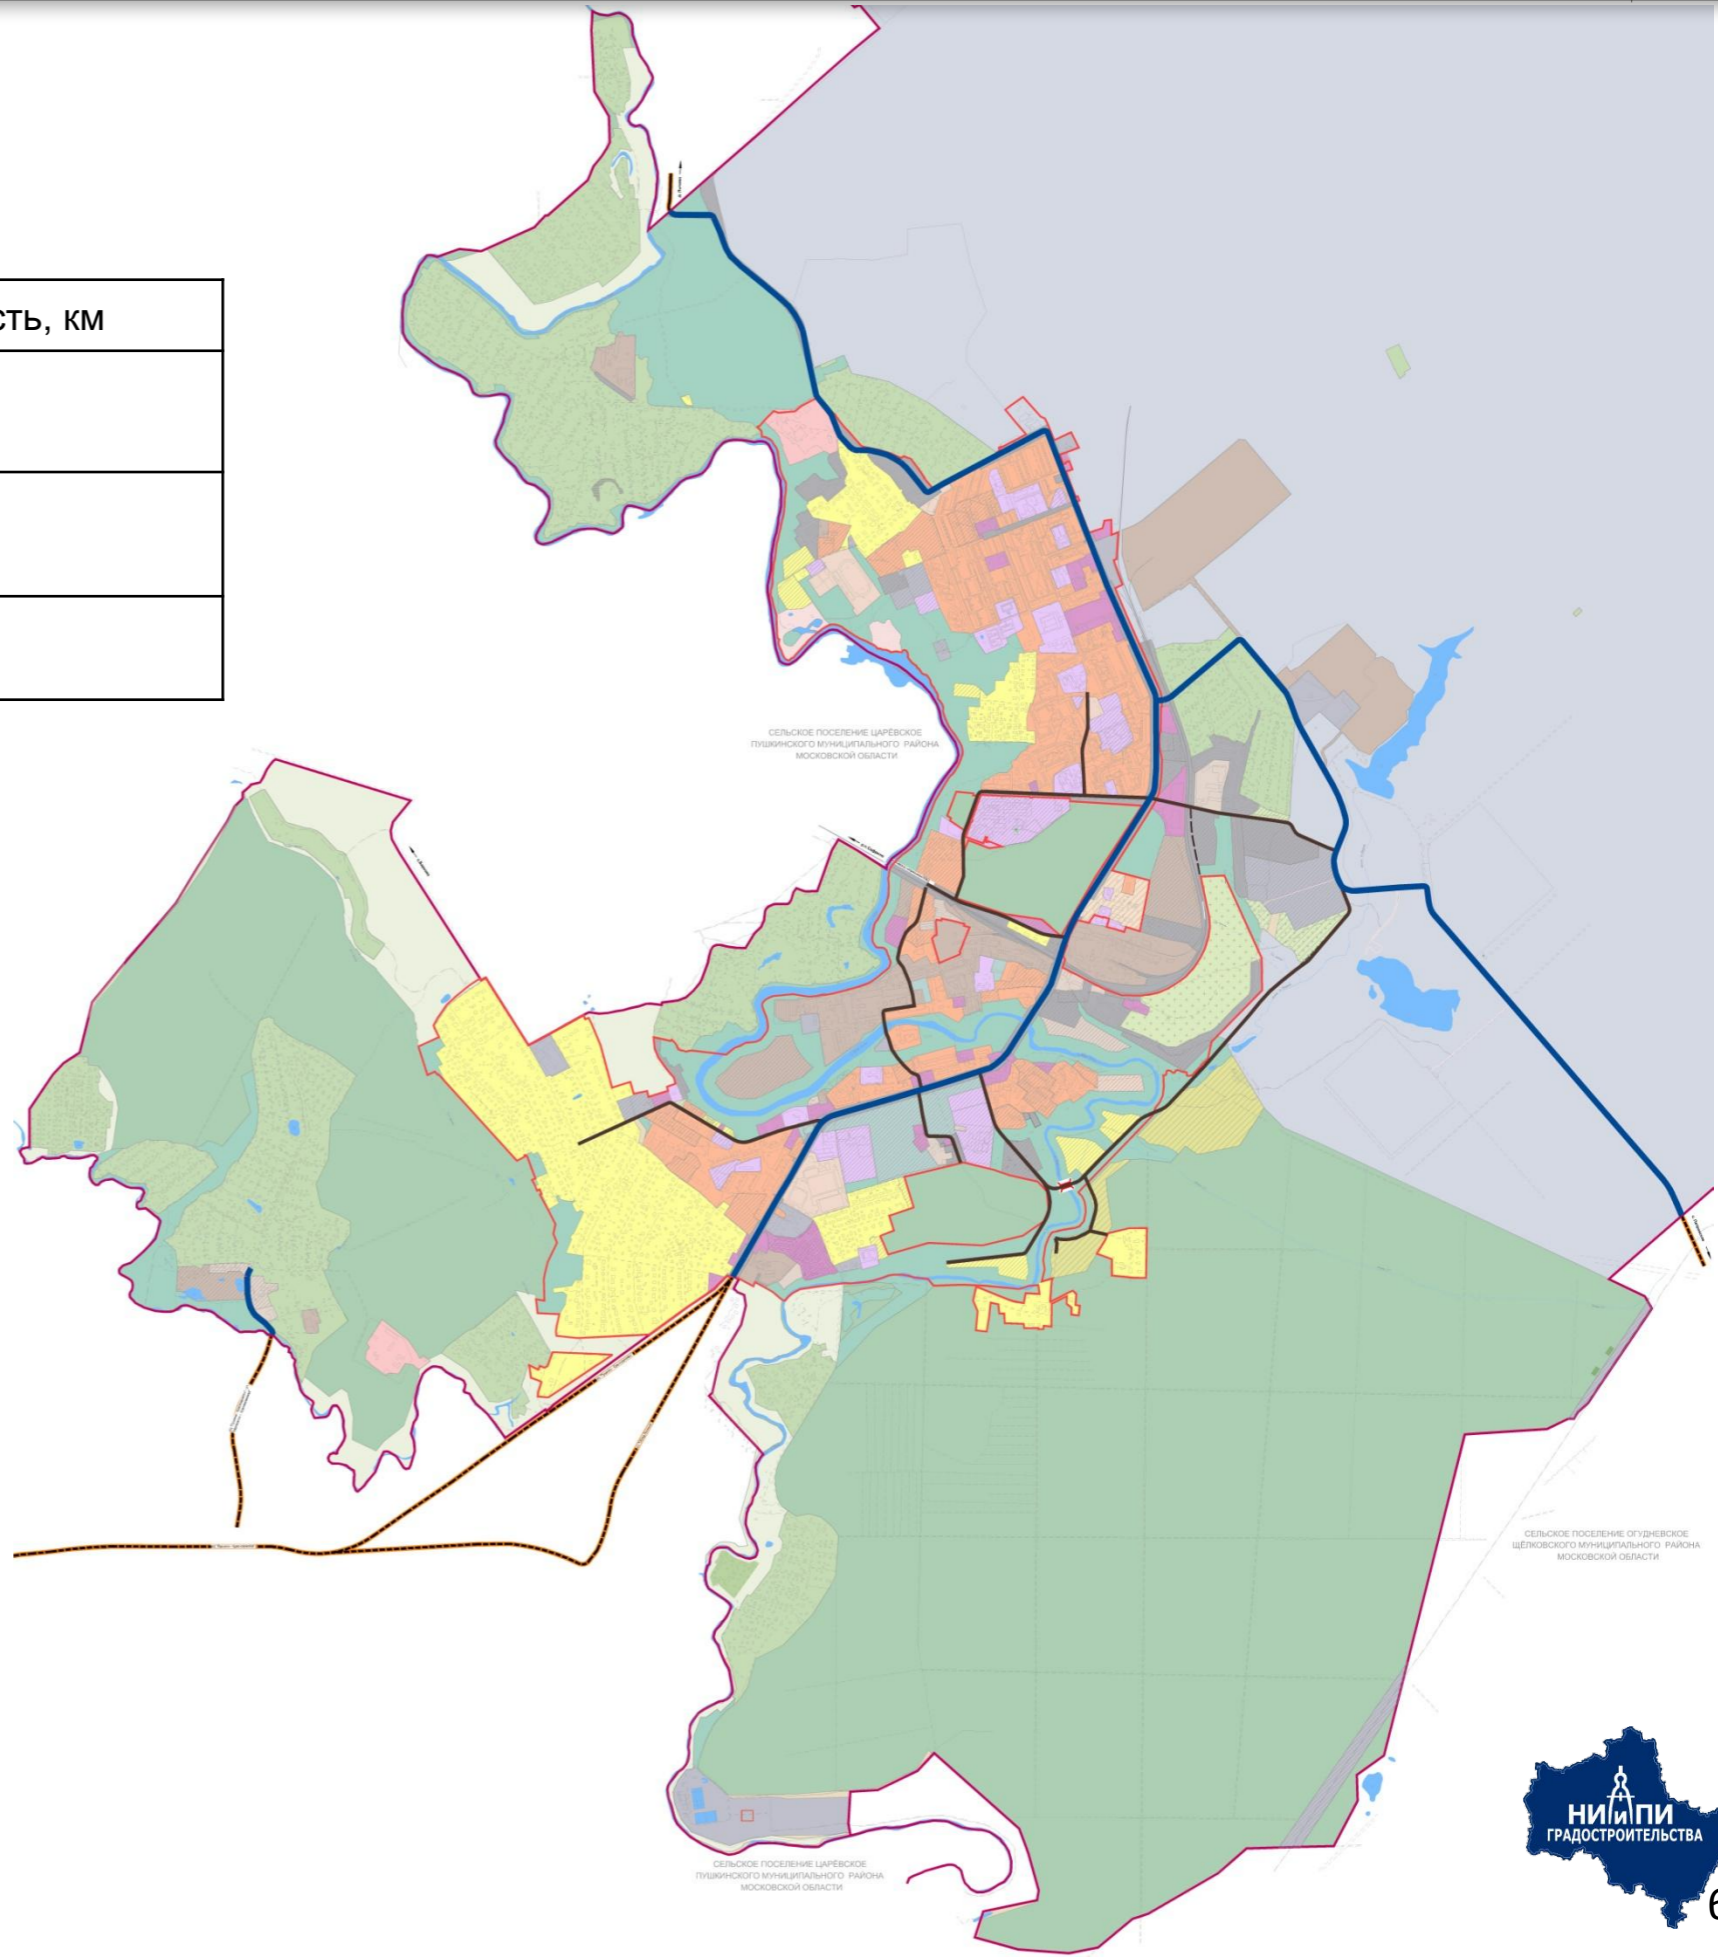 сть, км
СЕЛЬСКОЕ ПОСЕЛЕНИЕ ЦАРЁВСКОЕ
ПУШКИНСКОГО МУНИЦИПАЛЬНОГО РАЙОНА
МОСКОВСКОЙ ОБЛАСТИ
СЕЛЬСКОЕ ПОСЕЛЕНИЕ ОГУДНЕВСКОЕ
ЩЁЛКОВСКОГО МУНИЦИПАЛЬНОГО РАЙОНА
МОСКОВСКОЙ ОБЛАСТИ
НИиПИ
ГРАДОСТРОИТЕЛЬСТВА
СЕЛЬСКОЕ ПОСЕЛЕНИЕ ЦАРЁВСКОЕ
ПУШКИНСКОГО МУНИЦИПАЛЬНОГО РАЙОНА
МОСКОВСКОЙ ОБЛАСТИ